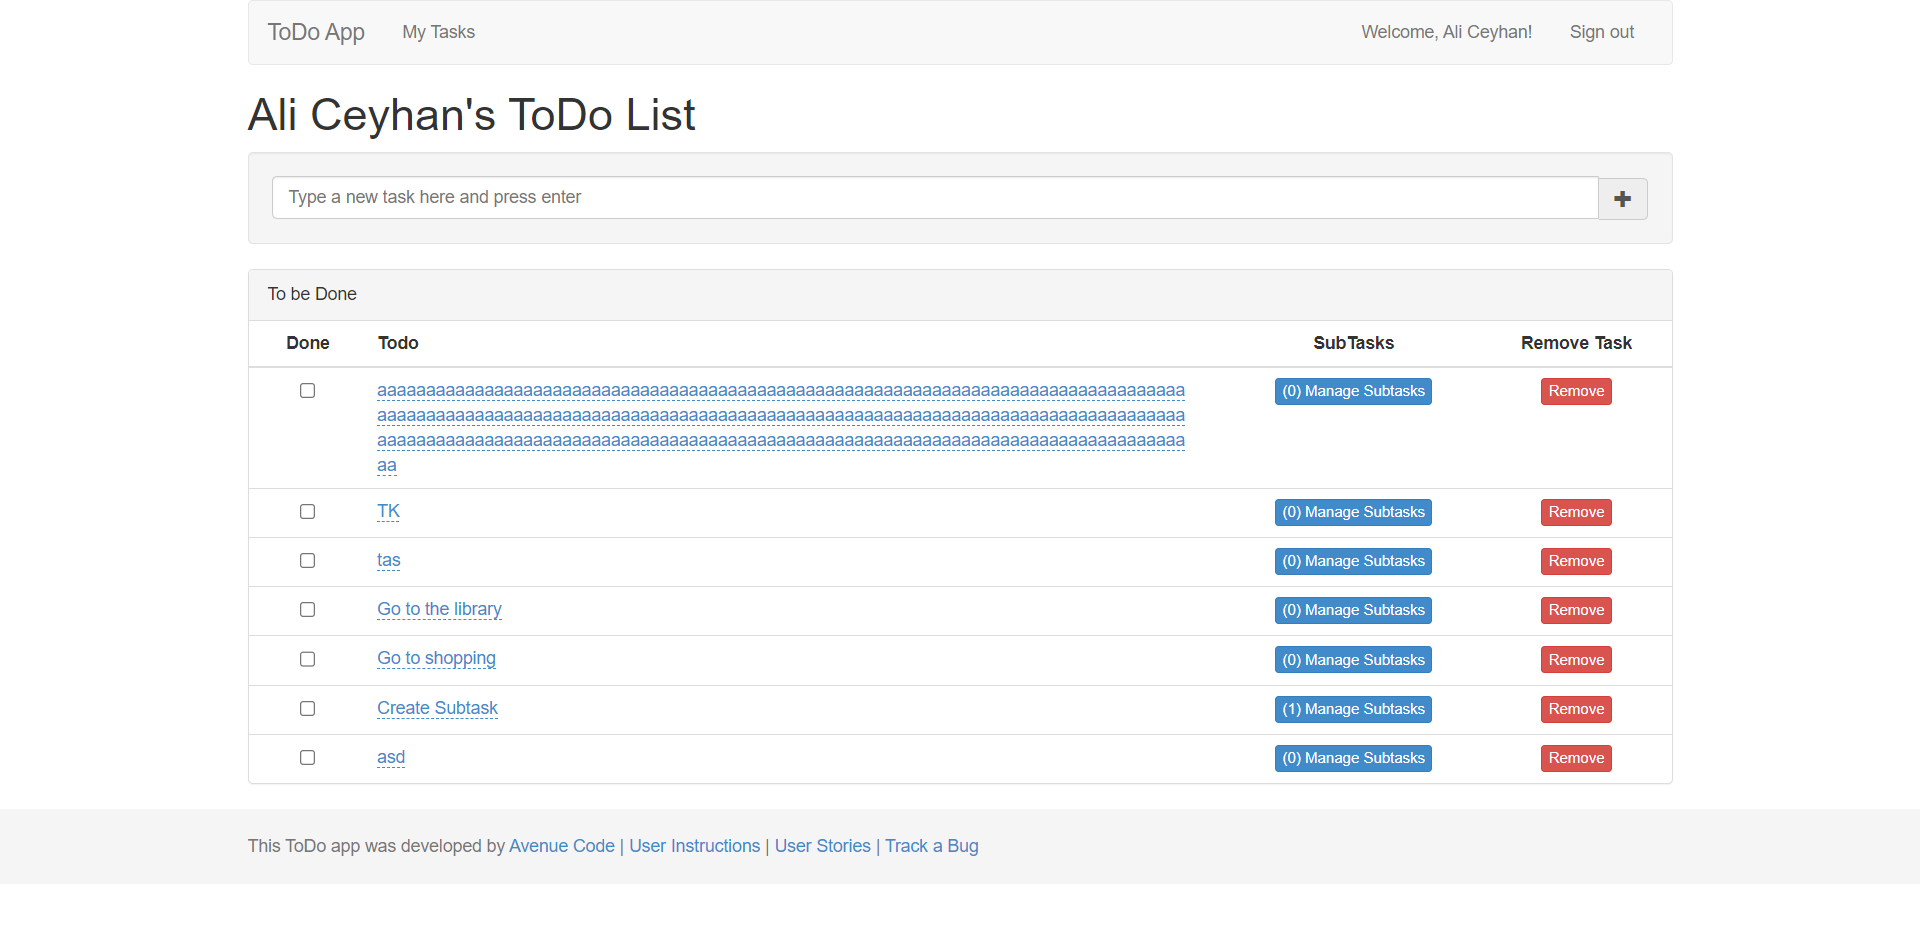 ToDo App My Tasks Welcome, Ali Ceyhan! Sign out
Ali Ceyhan's ToDo List
Type a new task here and press enter
To be Done
Done Todo SubTasks Remove Task
aaaaaaaaaaaaaaaaaaaaaaaaaaaaaaaaaaaaaaaaaaaaaaaaaaaaaaaaaaaaaaaaaaaaaaaaaaaaaaaaaaa (0) Manage Subtasks Remove
aaaaaaaaaaaaaaaaaaaaaaaaaaaaaaaaaaaaaaaaaaaaaaaaaaaaaaaaaaaaaaaaaaaaaaaaaaaaaaaaaaa
aaaaaaaaaaaaaaaaaaaaaaaaaaaaaaaaaaaaaaaaaaaaaaaaaaaaaaaaaaaaaaaaaaaaaaaaaaaaaaaaaaa
aa
TK (0) Manage Subtasks Remove
tas (0) Manage Subtasks Remove
Go to the library (0) Manage Subtasks Remove
Go to shopping (0) Manage Subtasks Remove
Create Subtask (1) Manage Subtasks Remove
asd (0) Manage Subtasks Remove
This ToDo app was developed by Avenue Code | User Instructions | User Stories | Track a Bug